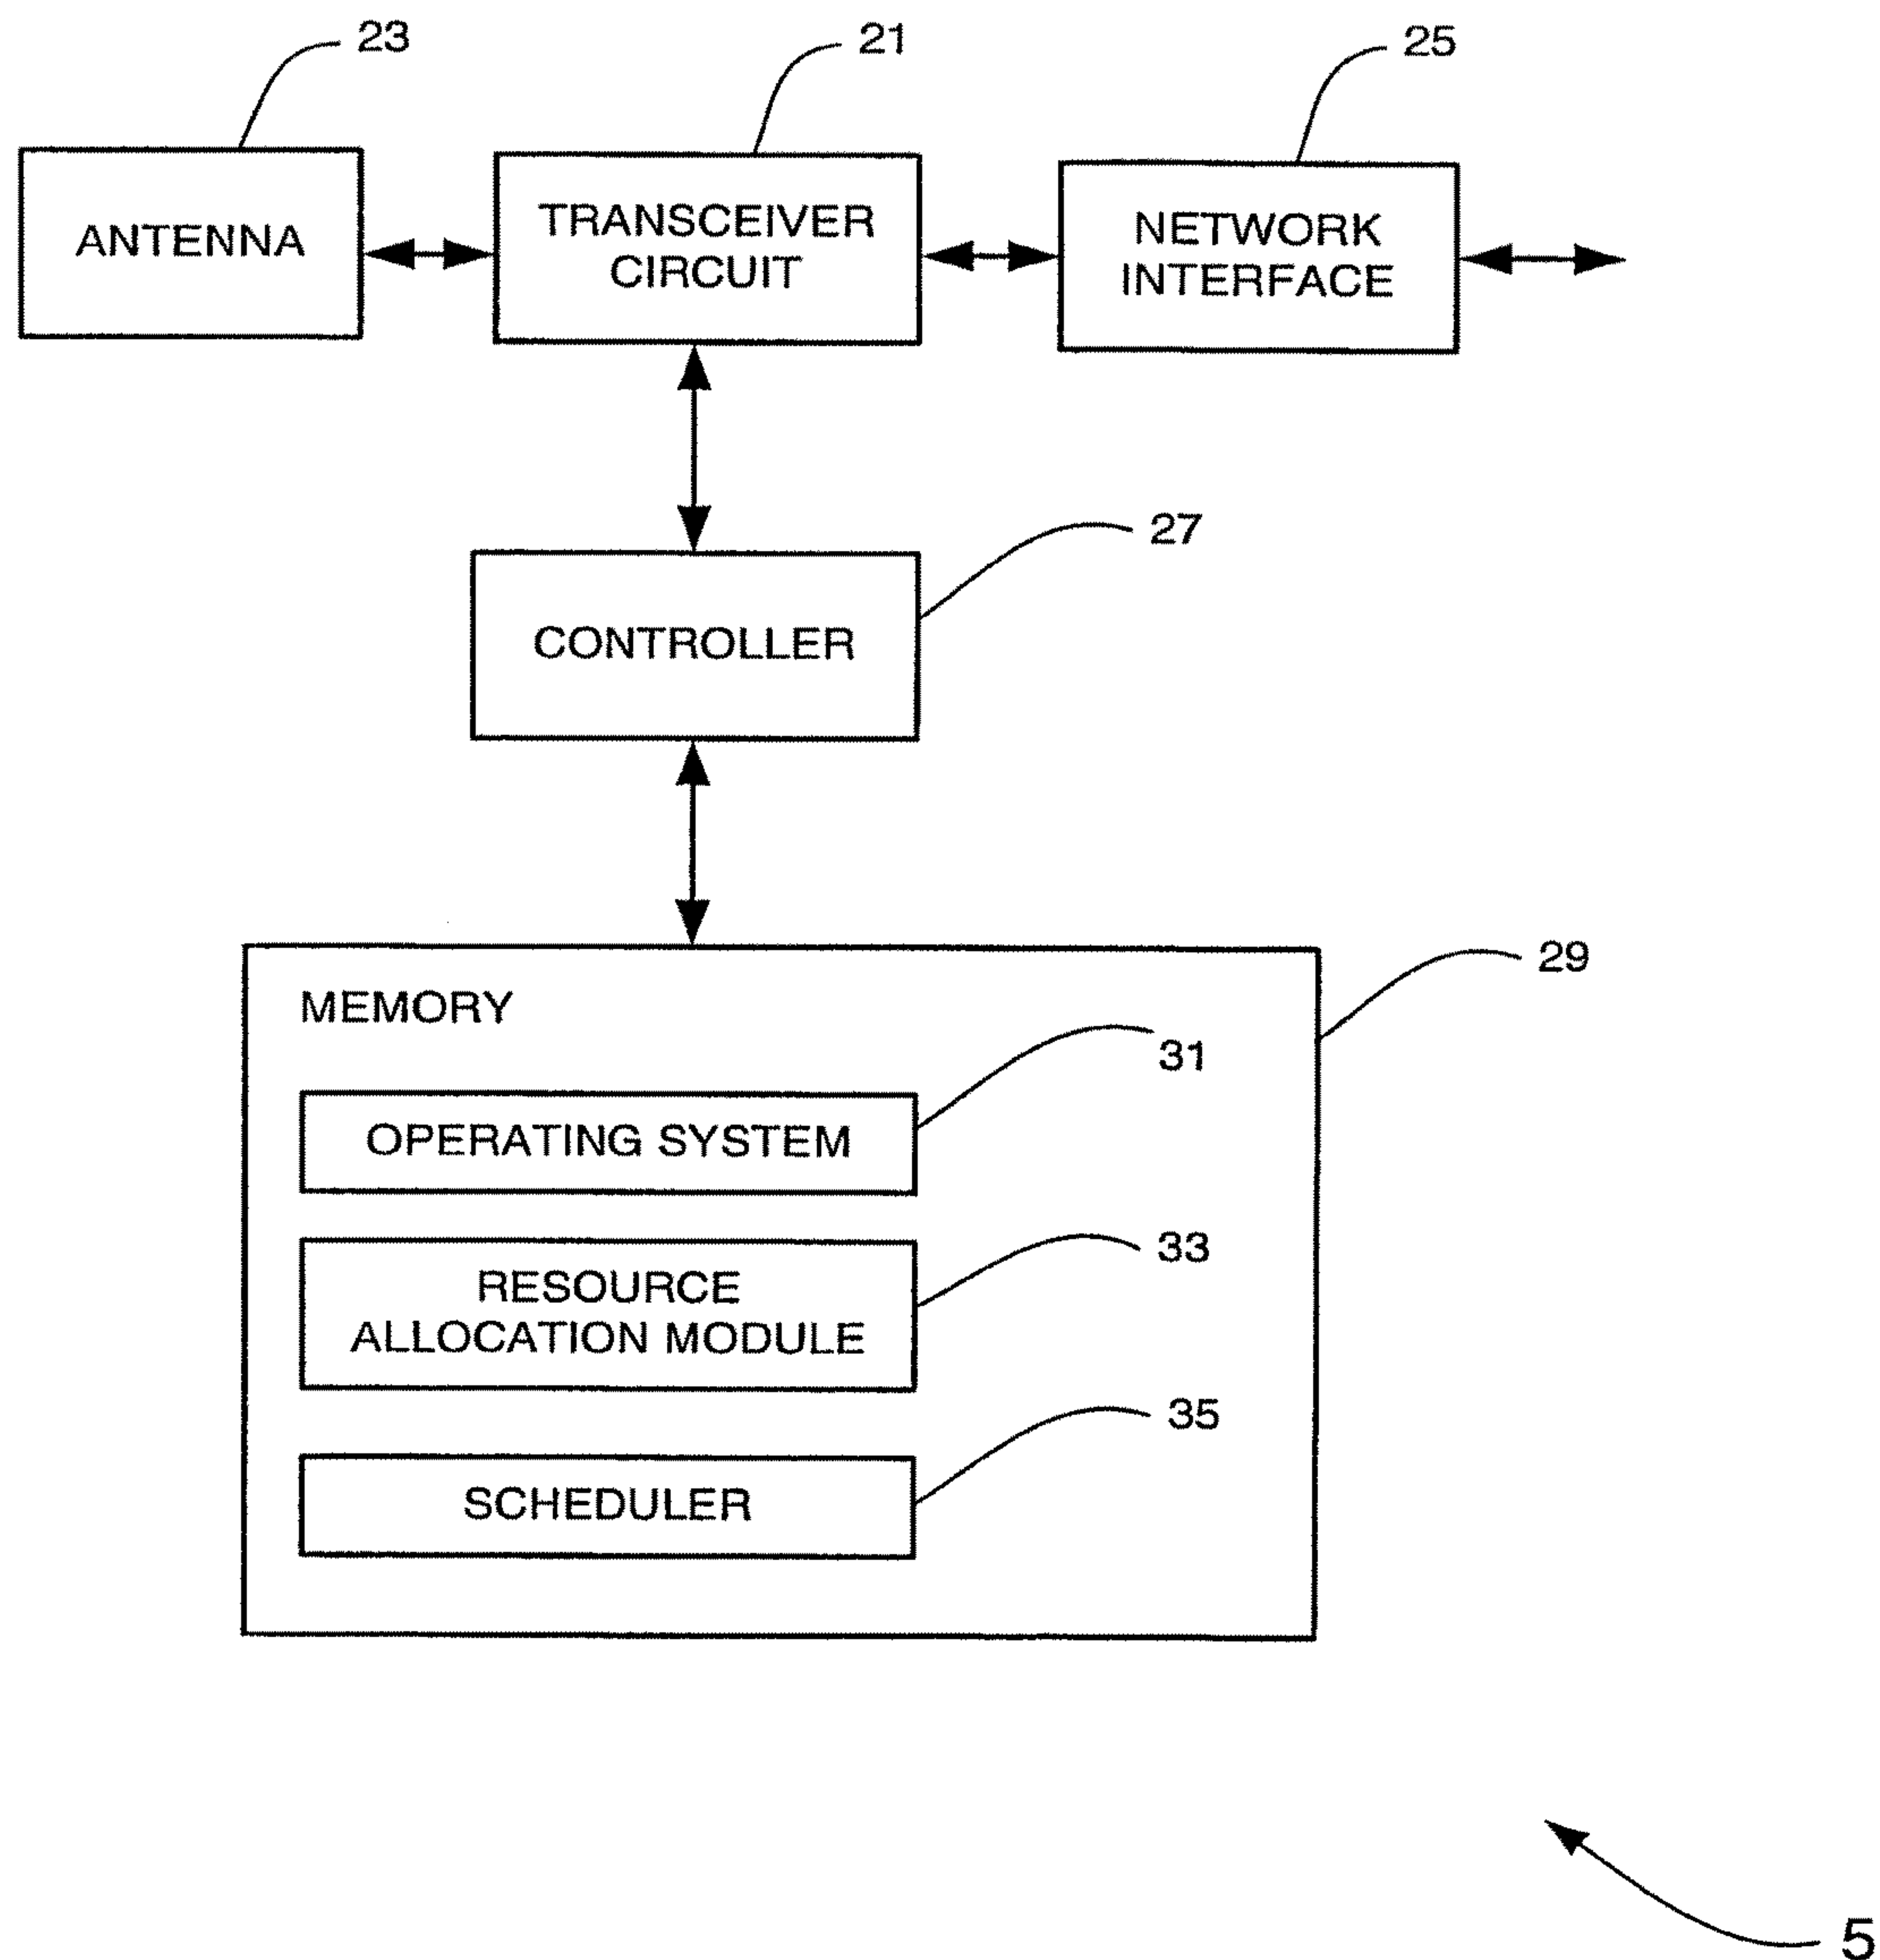 23
21
25
ANTENNA
TRANSCEIVER
CIRCUIT
NETWORK
INTERFACE
27
CONTROLLER
29
MEMORY
31
OPERATING SYSTEM
33
RESOURCE
ALLOCATION MODULE
35
SCHEDULER
5